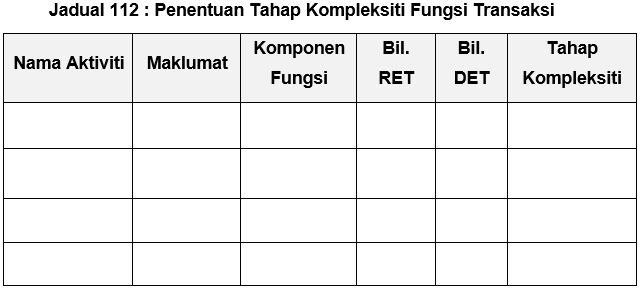 Jadual 112 : Penentuan Tahap Kompleksiti Fungsi Transaksi
Nama Aktiviti
Maklumat
Komponen
Fungsi
Bil.
RET
Bil.
DET
Tahap
Kompleksiti